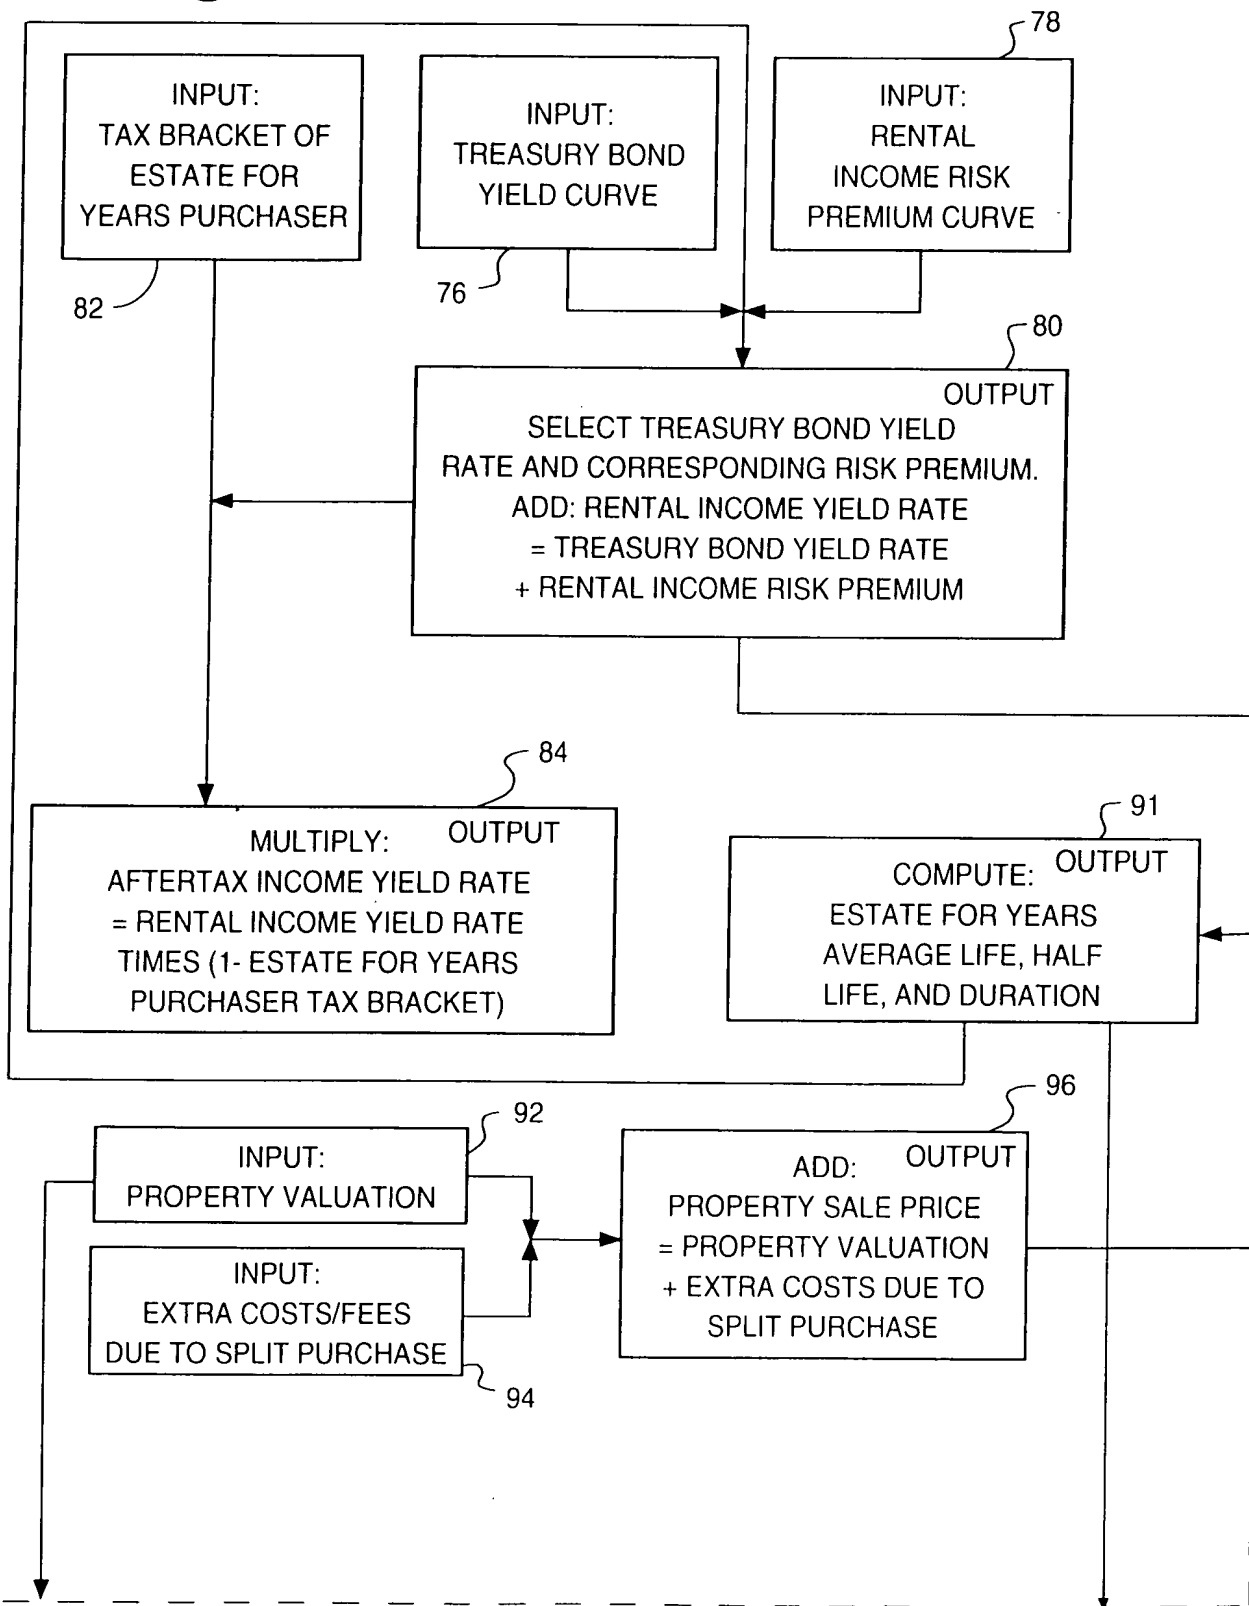 78
INPUT:
TAX BRACKET OF
ESTATE FOR
YEARS PURCHASER
82
INPUT:
TREASURY BOND
YIELD CURVE
76
INPUT:
RENTAL
INCOME RISK
PREMIUM CURVE
80
OUTPUT
SELECT TREASURY BOND YIELD
RATE AND CORRESPONDING RISK PREMIUM.
ADD: RENTAL INCOME YIELD RATE
= TREASURY BOND YIELD RATE
+ RENTAL INCOME RISK PREMIUM
84
MULTIPLY: OUTPUT
AFTERTAX INCOME YIELD RATE
= RENTAL INCOME YIELD RATE
TIMES (1- ESTATE FOR YEARS
PURCHASER TAX BRACKET)
91
COMPUTE: OUTPUT
ESTATE FOR YEARS
AVERAGE LIFE, HALF
LIFE, AND DURATION
92
INPUT:
PROPERTY VALUATION
INPUT:
EXTRA COSTS/FEES
DUE TO SPLIT PURCHASE
94
96
ADD: OUTPUT
PROPERTY SALE PRICE
= PROPERTY VALUATION
+ EXTRA COSTS DUE TO
SPLIT PURCHASE